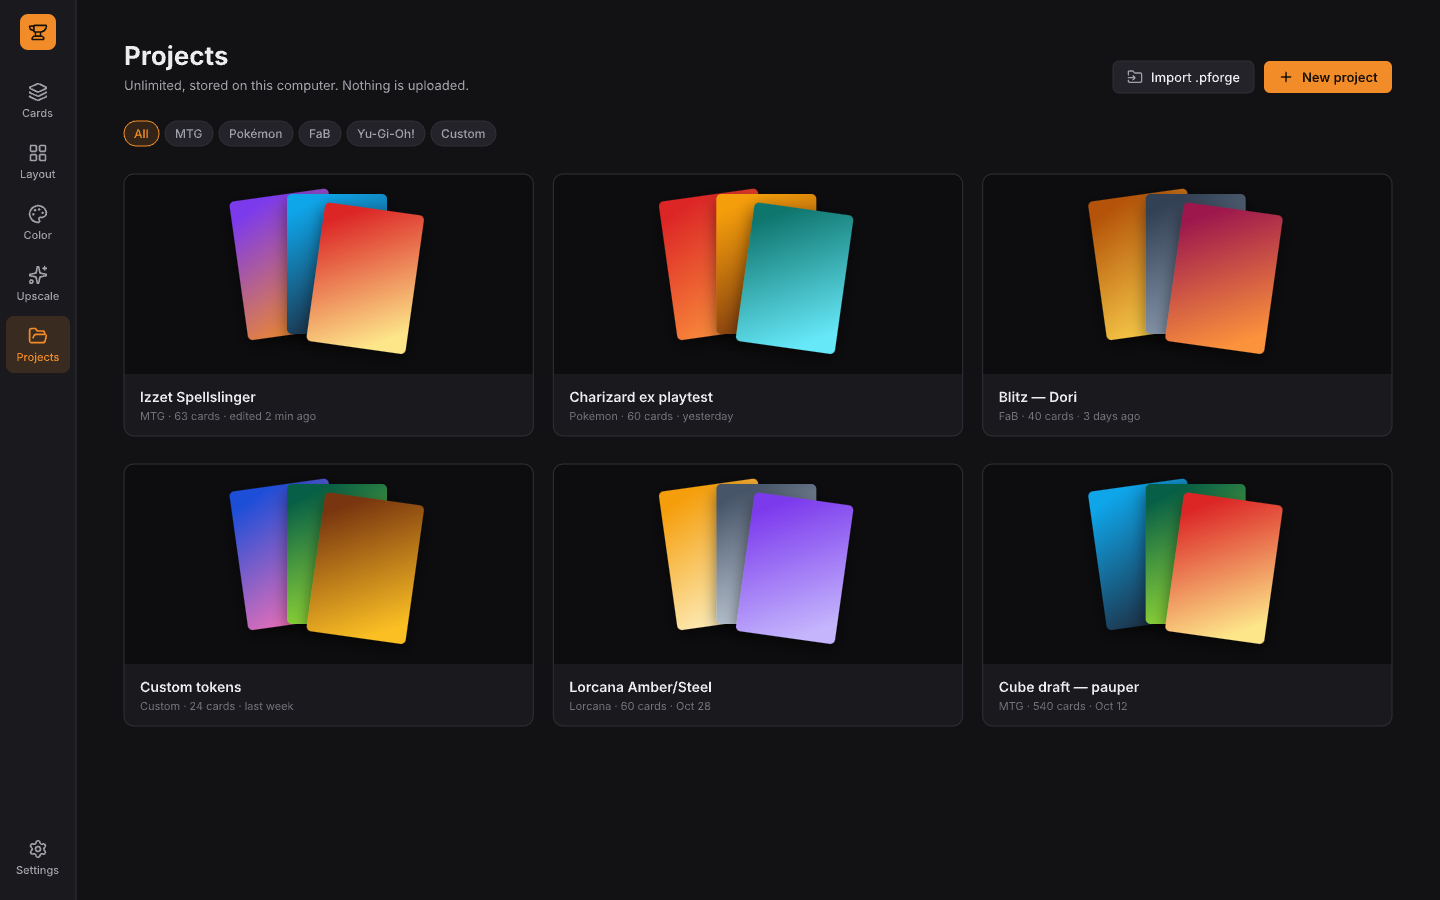 Cards
Layout
Color
Upscale
Projects
Settings
Projects
Unlimited, stored on this computer. Nothing is uploaded.
Import .pforge
New project
All
MTG
Pokémon
FaB
Yu-Gi-Oh!
Custom
Izzet Spellslinger
MTG · 63 cards · edited 2 min ago
Charizard ex playtest
Pokémon · 60 cards · yesterday
Blitz — Dori
FaB · 40 cards · 3 days ago
Custom tokens
Custom · 24 cards · last week
Lorcana Amber/Steel
Lorcana · 60 cards · Oct 28
Cube draft — pauper
MTG · 540 cards · Oct 12